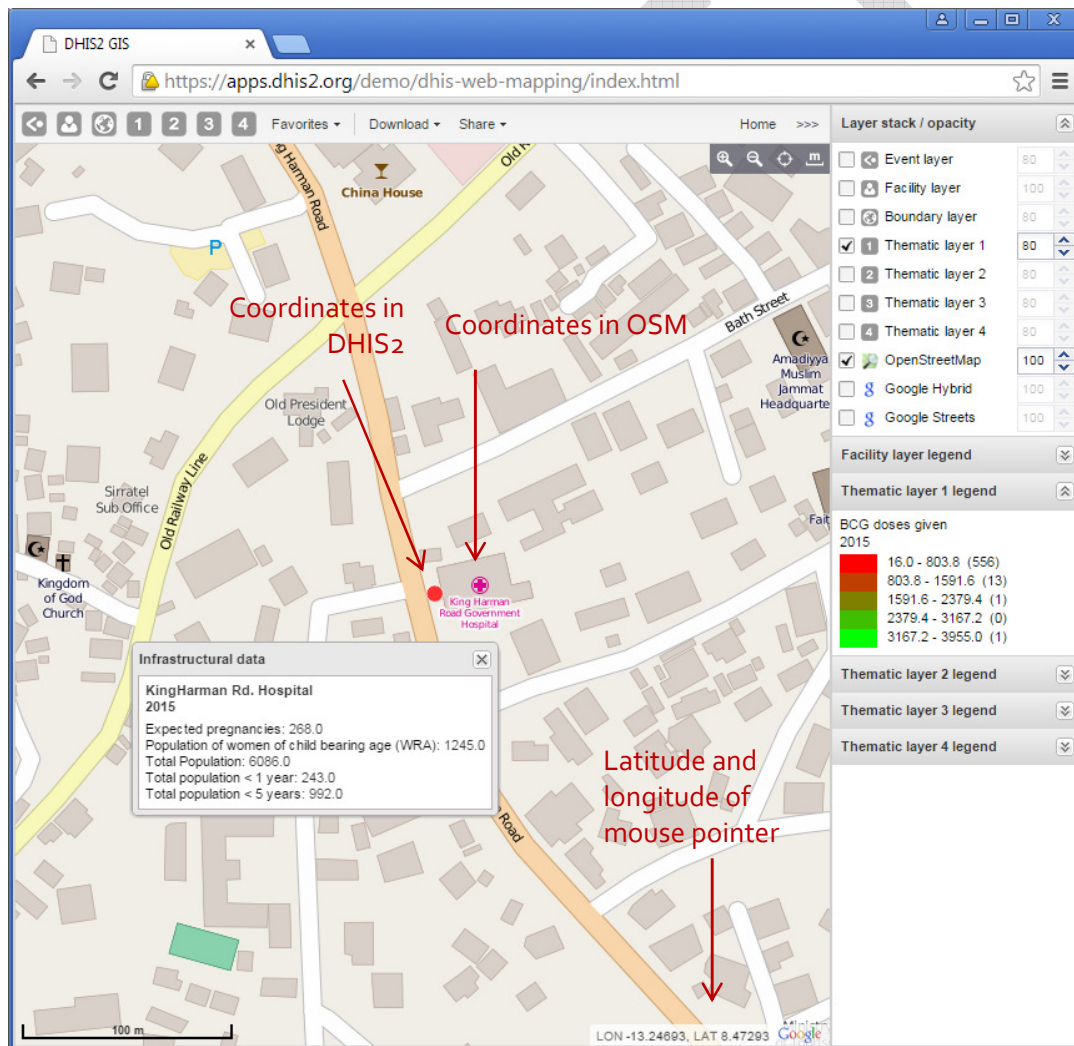 DHIS2 GIS
https://apps.dhis2.org/demo/dhis-web-mapping/index.html
1 2 3 4 Favorites Download Share Home >>>
Layer stack / opacity
Event layer 80
Facility layer 100
Boundary layer 80
1 Thematic layer 1 80
2 Thematic layer 2 80
3 Thematic layer 3 80
4 Thematic layer 4 80
OpenStreetMap 100
g Google Hybrid 100
g Google Streets 100
Facility layer legend
Thematic layer 1 legend
BCG doses given
2015
16.0 - 803.8 (556)
803.8 - 1591.6 (13)
1591.6 - 2379.4 (1)
2379.4 - 3167.2 (0)
3167.2 - 3955.0 (1)
Thematic layer 2 legend
Thematic layer 3 legend
Thematic layer 4 legend
m
Harman Road
China House
Old
P
Coordinates in
DHIS2
Coordinates in OSM
Bath Street
Amadiyya
Muslim
Jammat
Headquarte
Old President
Lodge
Old Railway Line
Sirratel
Sub Office
Fait
Kingdom
of God
Church
King Harman
Road Government
Hospital
Infrastructural data
KingHarman Rd. Hospital
2015
Expected pregnancies: 268.0
Population of women of child bearing age (WRA): 1245.0
Total Population: 6086.0
Total population < 1 year: 243.0
Total population < 5 years: 992.0
Road
Latitude and
longitude of
mouse pointer
100 m
LON -13.24693, LAT 8.47293
Google